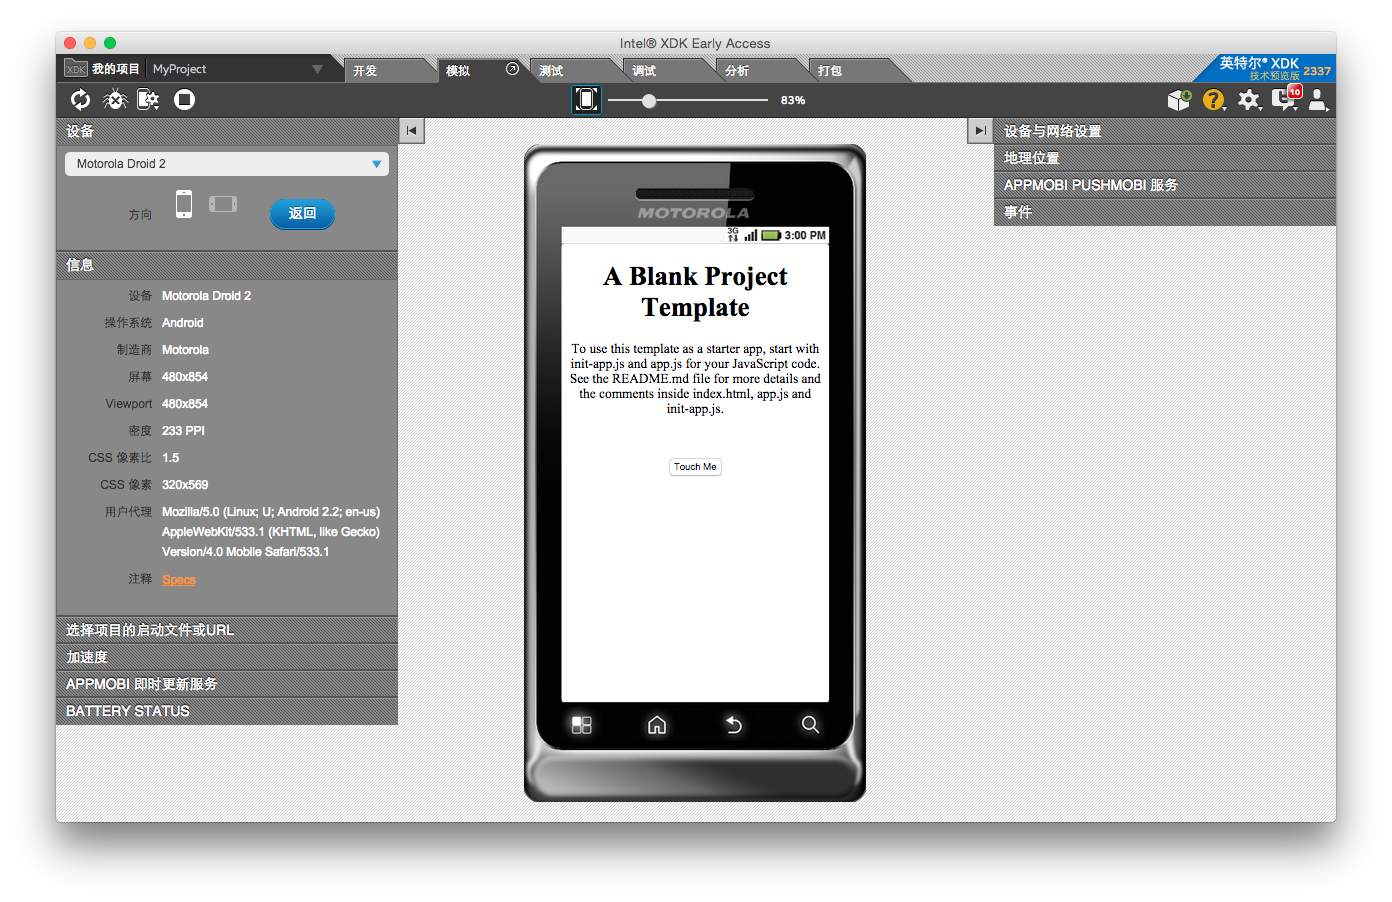 Intel® XDK Early Access
XDK 我的项目 MyProject
开发
模拟
测试
调试
分析
打包
英特尔® XDK
技术预览版 2337
83%
10
设备
Motorola Droid 2
方向
返回
信息
设备 Motorola Droid 2
操作系统 Android
制造商 Motorola
屏幕 480x854
Viewport 480x854
密度 233 PPI
CSS 像素比 1.5
CSS 像素 320x569
用户代理 Mozilla/5.0 (Linux; U; Android 2.2; en-us)
AppleWebKit/533.1 (KHTML, like Gecko)
Version/4.0 Mobile Safari/533.1
注释 Specs
选择项目的启动文件或URL
加速度
APPMOBI 即时更新服务
BATTERY STATUS
MOTOROLA
3G 3:00 PM
A Blank Project
Template
To use this template as a starter app, start with
init-app.js and app.js for your JavaScript code.
See the README.md file for more details and
the comments inside index.html, app.js and
init-app.js.
Touch Me
设备与网络设置
地理位置
APPMOBI PUSHMOBI 服务
事件